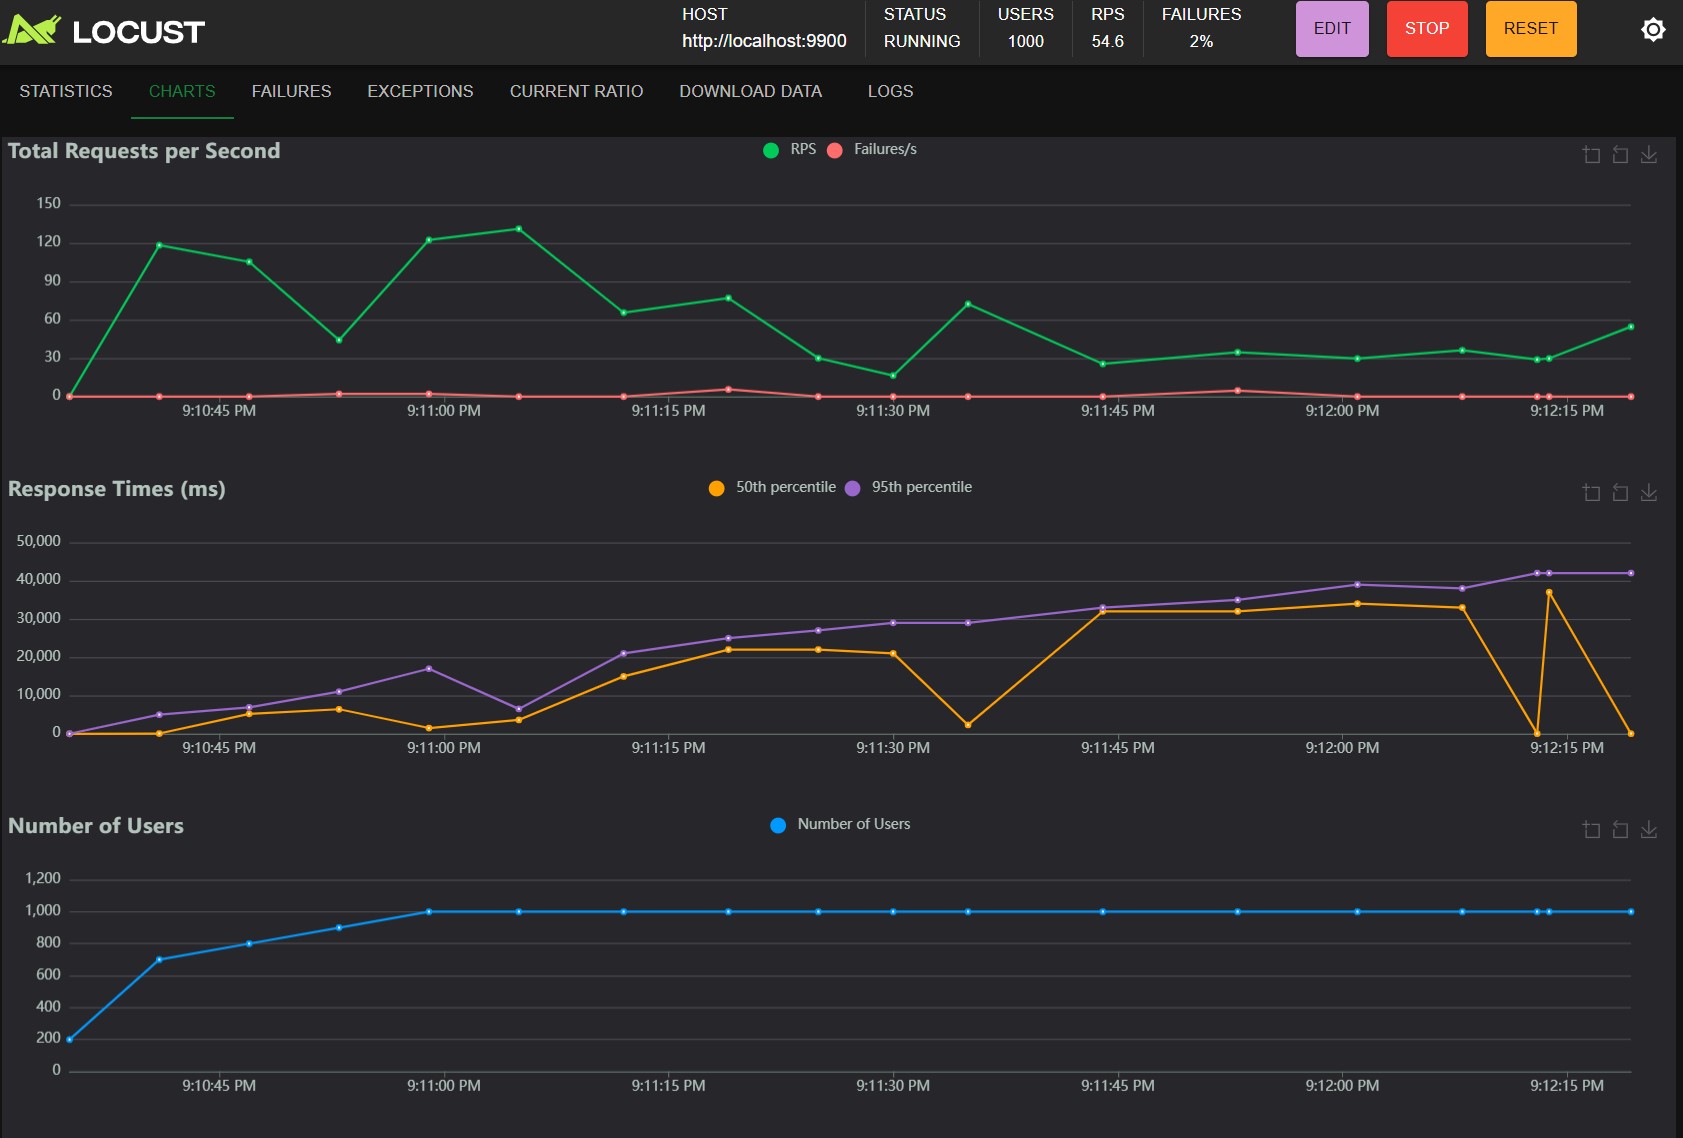 LOCUST
HOST
http://localhost:9900
STATUS
RUNNING
USERS
1000
RPS
54.6
FAILURES
2%
EDIT
STOP
RESET
STATISTICS CHARTS FAILURES EXCEPTIONS CURRENT RATIO DOWNLOAD DATA LOGS
Total Requests per Second
RPS Failures/s
150
120
90
60
30
0
9:10:45 PM 9:11:00 PM 9:11:15 PM 9:11:30 PM 9:11:45 PM 9:12:00 PM 9:12:15 PM
Response Times (ms)
50th percentile 95th percentile
50,000
40,000
30,000
20,000
10,000
0
9:10:45 PM 9:11:00 PM 9:11:15 PM 9:11:30 PM 9:11:45 PM 9:12:00 PM 9:12:15 PM
Number of Users
Number of Users
1,200
1,000
800
600
400
200
0
9:10:45 PM 9:11:00 PM 9:11:15 PM 9:11:30 PM 9:11:45 PM 9:12:00 PM 9:12:15 PM